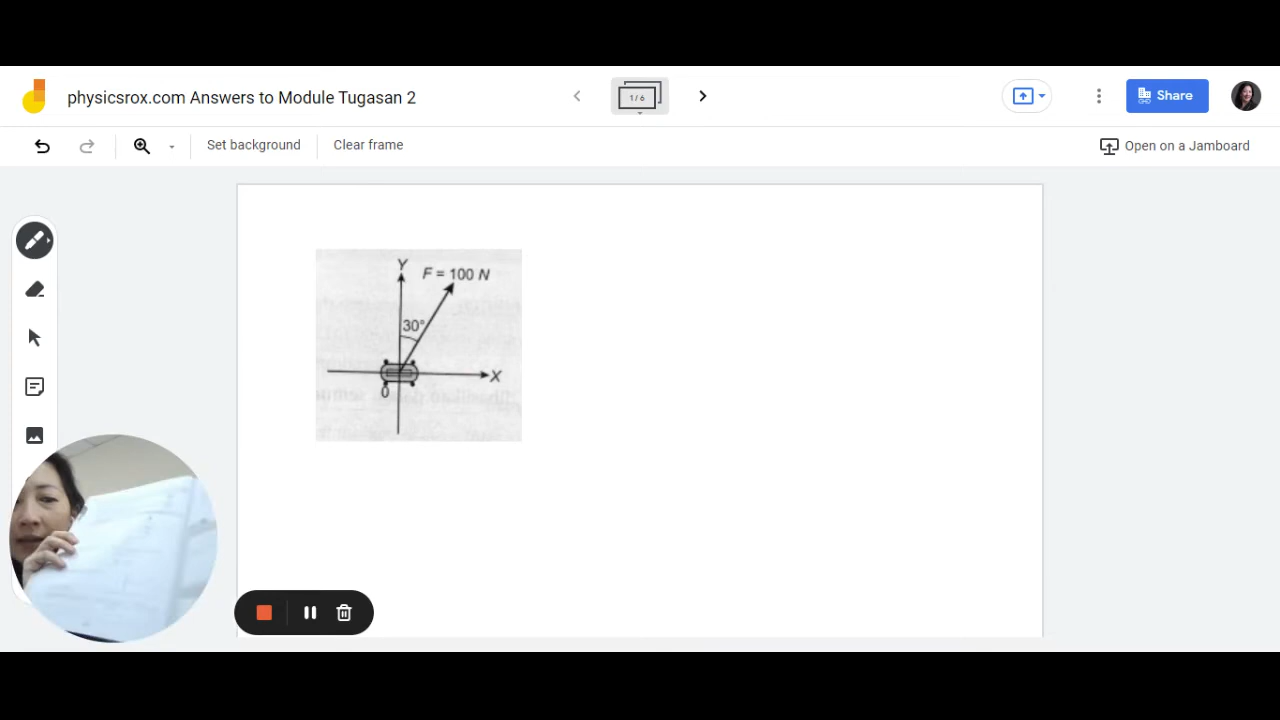 physicsrox.com Answers to Module Tugasan 2
1/6
Share
Set background
Clear frame
Open on a Jamboard
Y
F = 100 N
30°
X
0